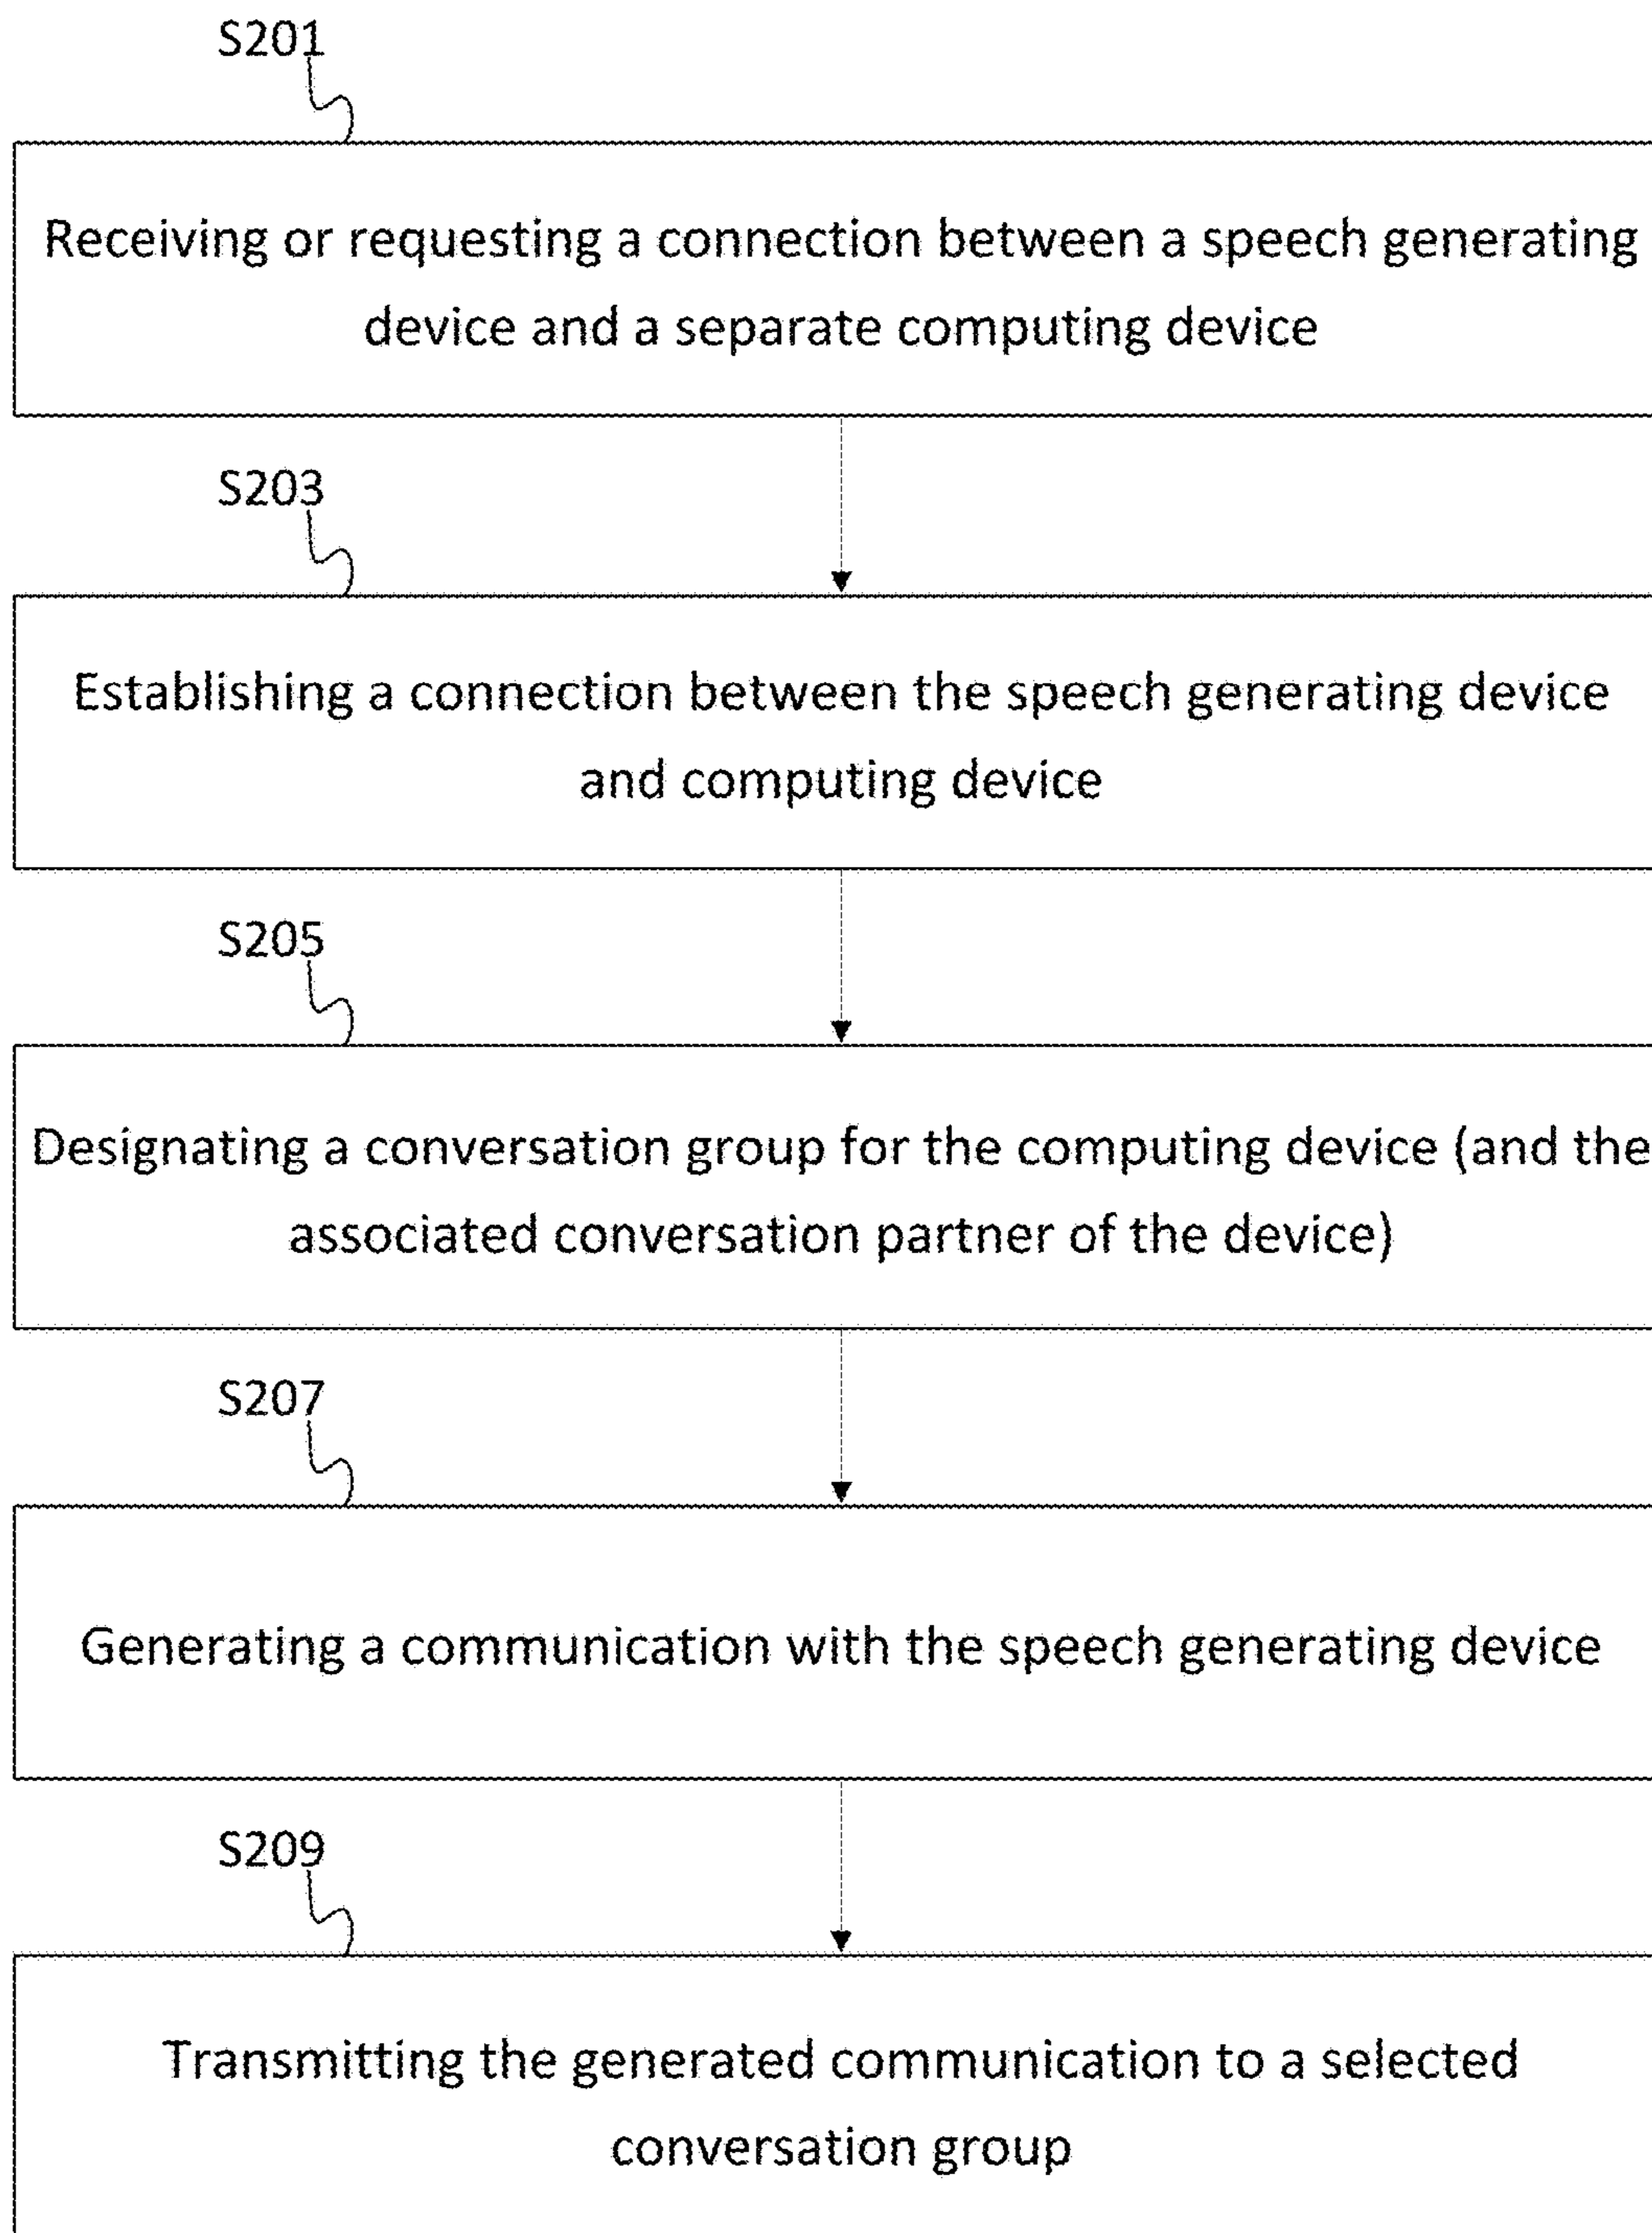 S201
Receiving or requesting a connection between a speech generating
device and a separate computing device
S203
Establishing a connection between the speech generating device
and computing device
S205
Designating a conversation group for the computing device (and the
associated conversation partner of the device)
S207
Generating a communication with the speech generating device
S209
Transmitting the generated communication to a selected
conversation group